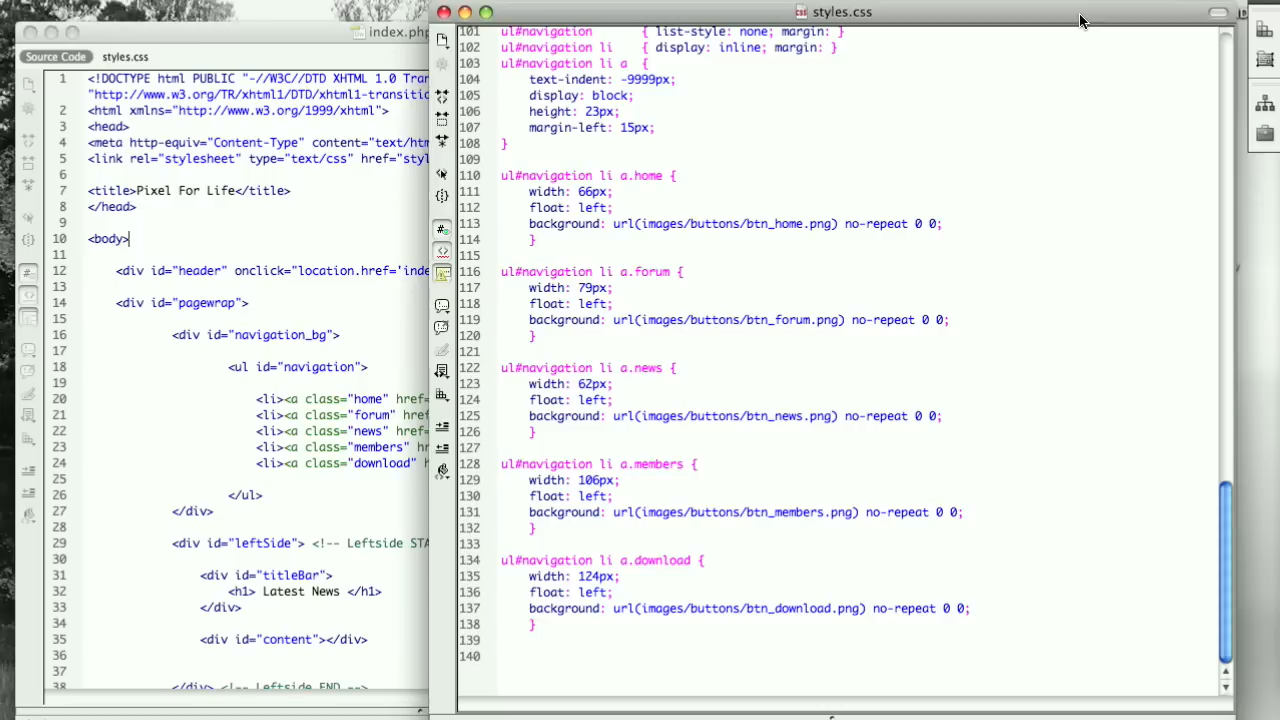 index.php
Source Code styles.css
1 <!DOCTYPE html PUBLIC "-//W3C//DTD XHTML 1.0 Tran
"http://www.w3.org/TR/xhtml1/DTD/xhtml1-transitio
2 <html xmlns="http://www.w3.org/1999/xhtml">
3 <head>
4 <meta http-equiv="Content-Type" content="text/htm
5 <link rel="stylesheet" type="text/css" href="styl
6
7 <title>Pixel For Life</title>
8 </head>
9
10 <body>
11
12 <div id="header" onclick="location.href='inde
13
14 <div id="pagewrap">
15
16 <div id="navigation_bg">
17
18 <ul id="navigation">
19
20 <li><a class="home" href=
21 <li><a class="forum" href
22 <li><a class="news" href=
23 <li><a class="members" hr
24 <li><a class="download" h
25
26 </ul>
27 </div>
28
29 <div id="leftSide"> <!-- Leftside STA
30
31 <div id="titleBar">
32 <h1> Latest News </h1>
33 </div>
34
35 <div id="content"></div>
36
37
38 </div> <!-- Leftside END -->
styles.css
101 ul#navigation { list-style: none; margin: }
102 ul#navigation li { display: inline; margin: }
103 ul#navigation li a {
104 text-indent: -9999px;
105 display: block;
106 height: 23px;
107 margin-left: 15px;
108 }
109
110 ul#navigation li a.home {
111 width: 66px;
112 float: left;
113 background: url(images/buttons/btn_home.png) no-repeat 0 0;
114 }
115
116 ul#navigation li a.forum {
117 width: 79px;
118 float: left;
119 background: url(images/buttons/btn_forum.png) no-repeat 0 0;
120 }
121
122 ul#navigation li a.news {
123 width: 62px;
124 float: left;
125 background: url(images/buttons/btn_news.png) no-repeat 0 0;
126 }
127
128 ul#navigation li a.members {
129 width: 106px;
130 float: left;
131 background: url(images/buttons/btn_members.png) no-repeat 0 0;
132 }
133
134 ul#navigation li a.download {
135 width: 124px;
136 float: left;
137 background: url(images/buttons/btn_download.png) no-repeat 0 0;
138 }
139
140